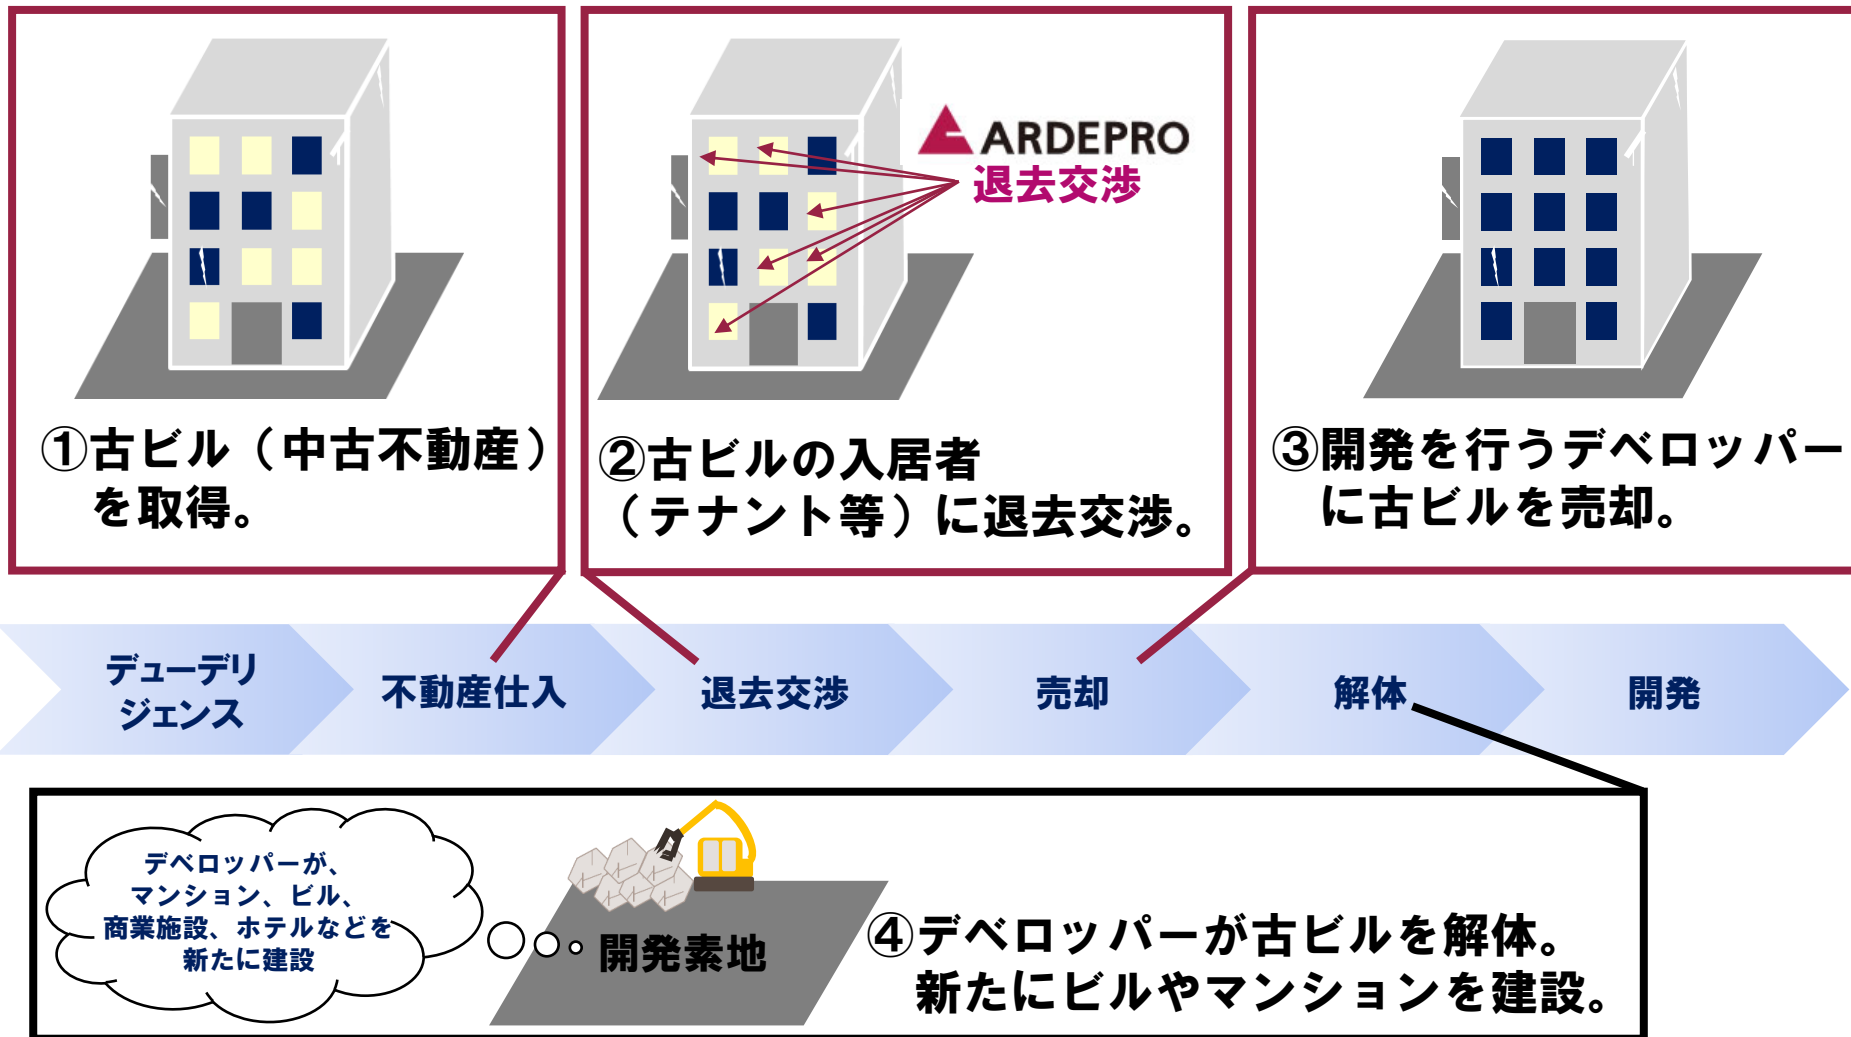 ARDEPRO
退去交渉
①古ビル（中古不動産）
を取得。
②古ビルの入居者
（テナント等）に退去交渉。
③開発を行うデベロッパー
に古ビルを売却。
デューデリ
ジェンス
不動産仕入
退去交渉
売却
解体
開発
デベロッパーが、
マンション、ビル、
商業施設、ホテルなどを
新たに建設
開発素地
④デベロッパーが古ビルを解体。
新たにビルやマンションを建設。